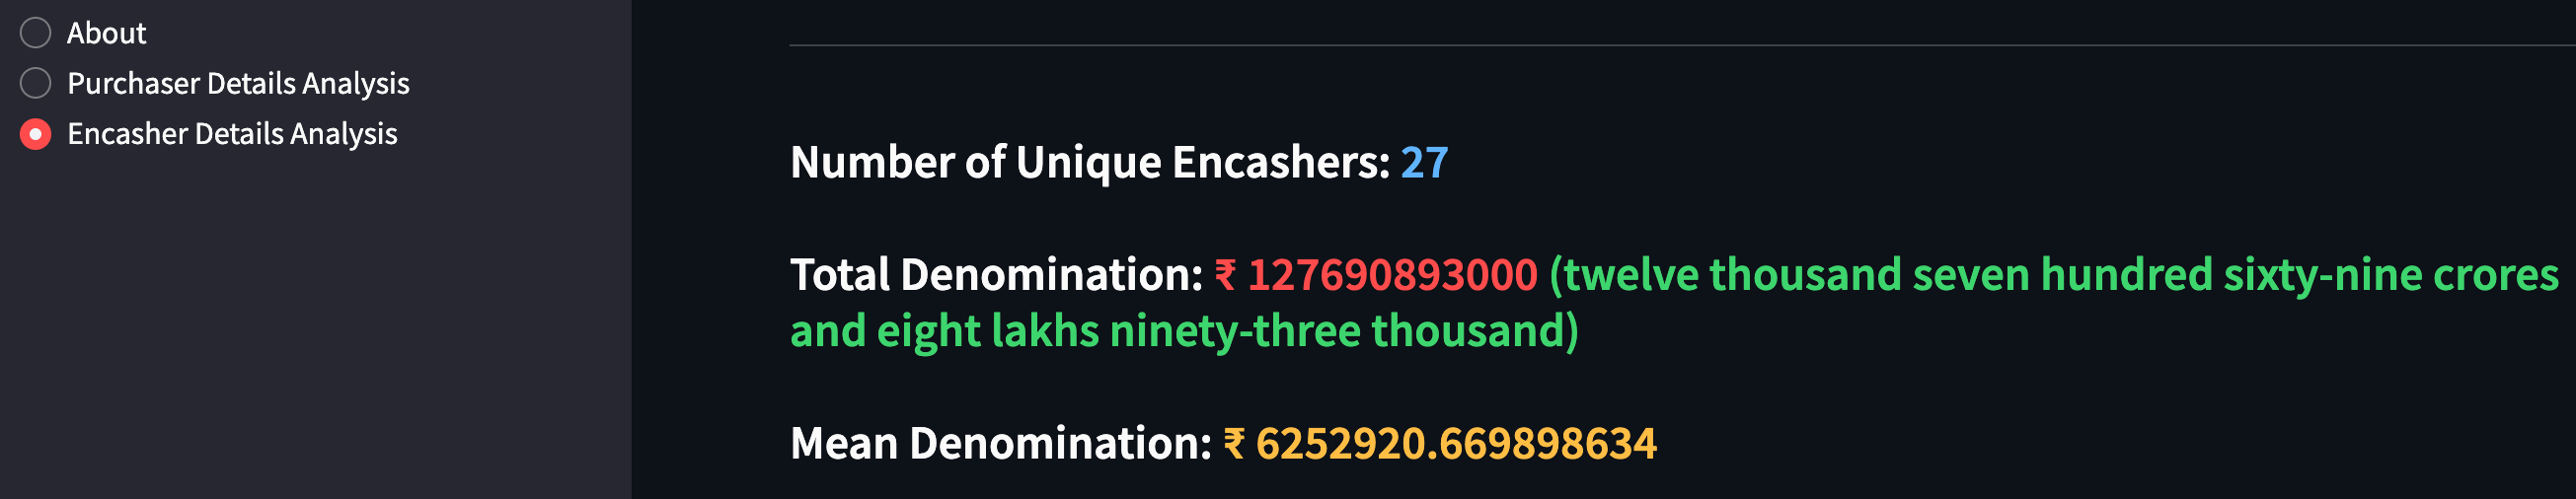 About
Purchaser Details Analysis
Encasher Details Analysis
Number of Unique Encashers: 27
Total Denomination: ₹ 127690893000 (twelve thousand seven hundred sixty-nine crores
and eight lakhs ninety-three thousand)
Mean Denomination: ₹ 6252920.669898634